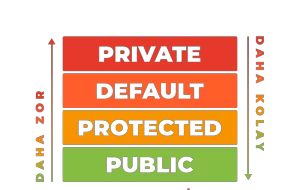 PRIVATE
DEFAULT
PROTECTED
PUBLIC
DAHA ZOR
DAHA KOLAY